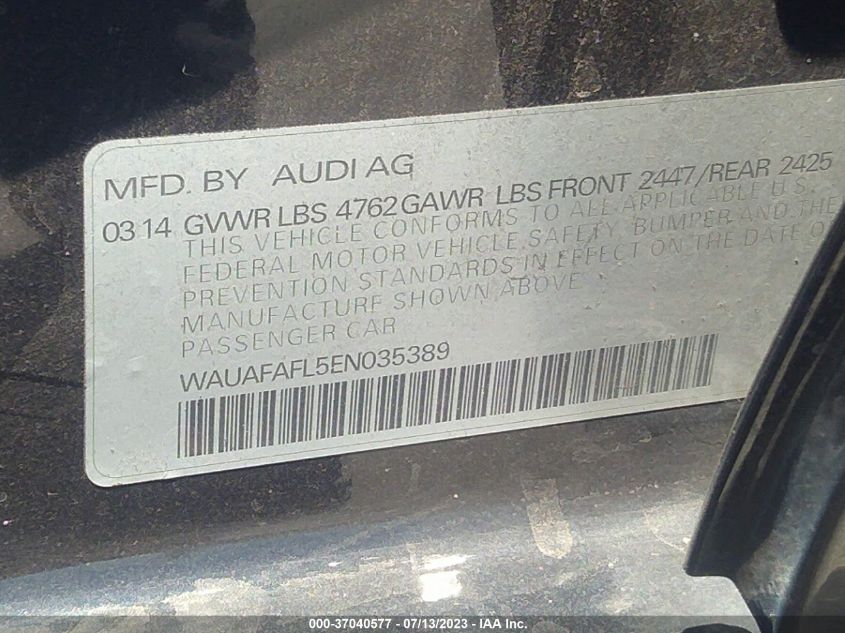 MFD. BY AUDI AG
03 14 GVWR LBS 4762 GAWR LBS FRONT 2447/REAR 2425
THIS VEHICLE CONFORMS TO ALL APPLICABLE U.S.
FEDERAL MOTOR VEHICLE SAFETY, BUMPER AND THE
PREVENTION STANDARDS IN EFFECT ON THE DATE O
MANUFACTURE SHOWN ABOVE
PASSENGER CAR
WAUAFAFL5EN035389
000-37040577 / 07/13/2023 - IAA Inc.